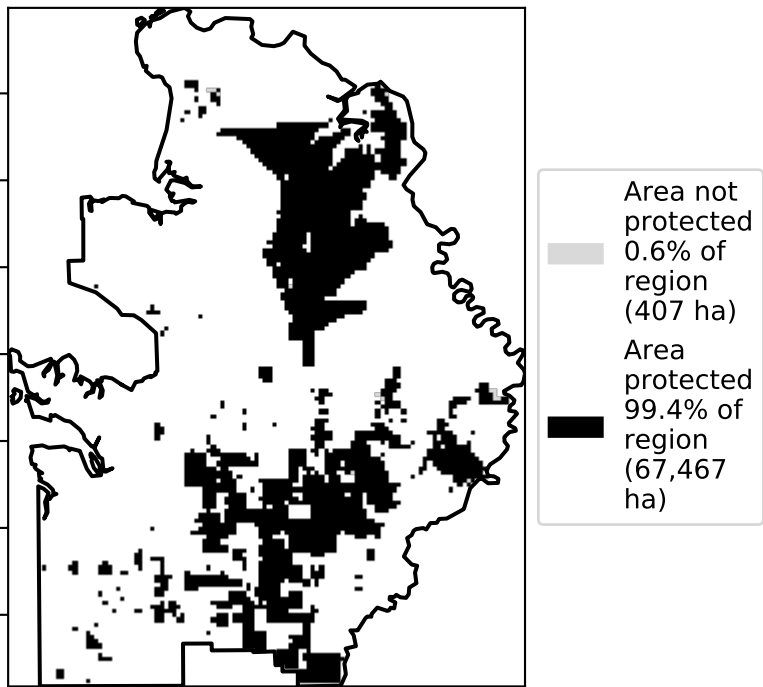 Area not
protected
0.6% of
region
(407 ha)
Area
protected
99.4% of
region
(67,467
ha)